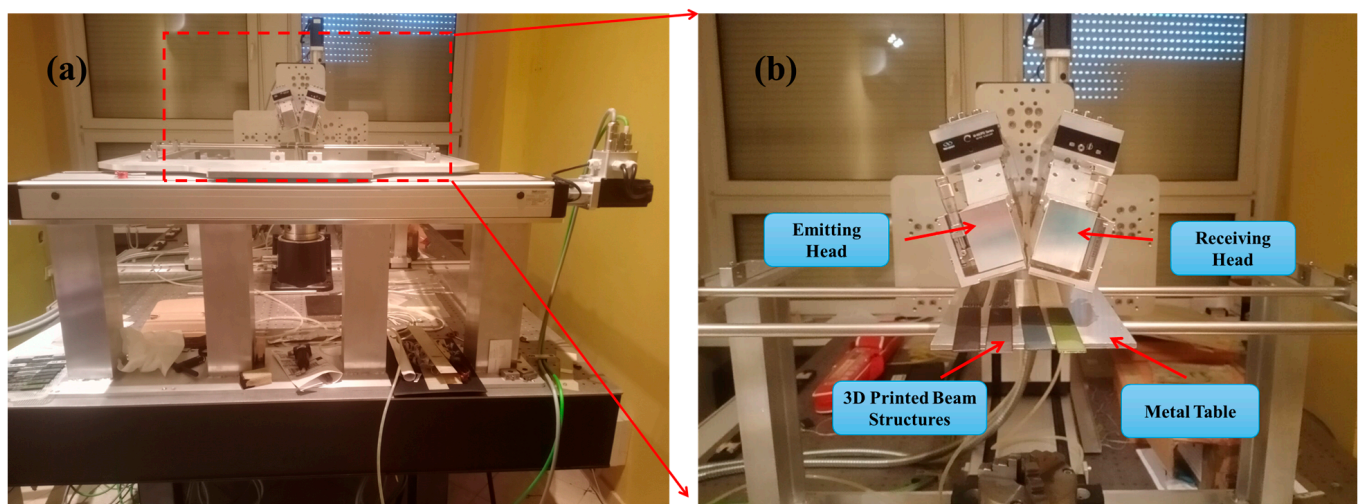 (a)
(b)
Emitting
Head
Receiving
Head
3D Printed Beam
Structures
Metal Table